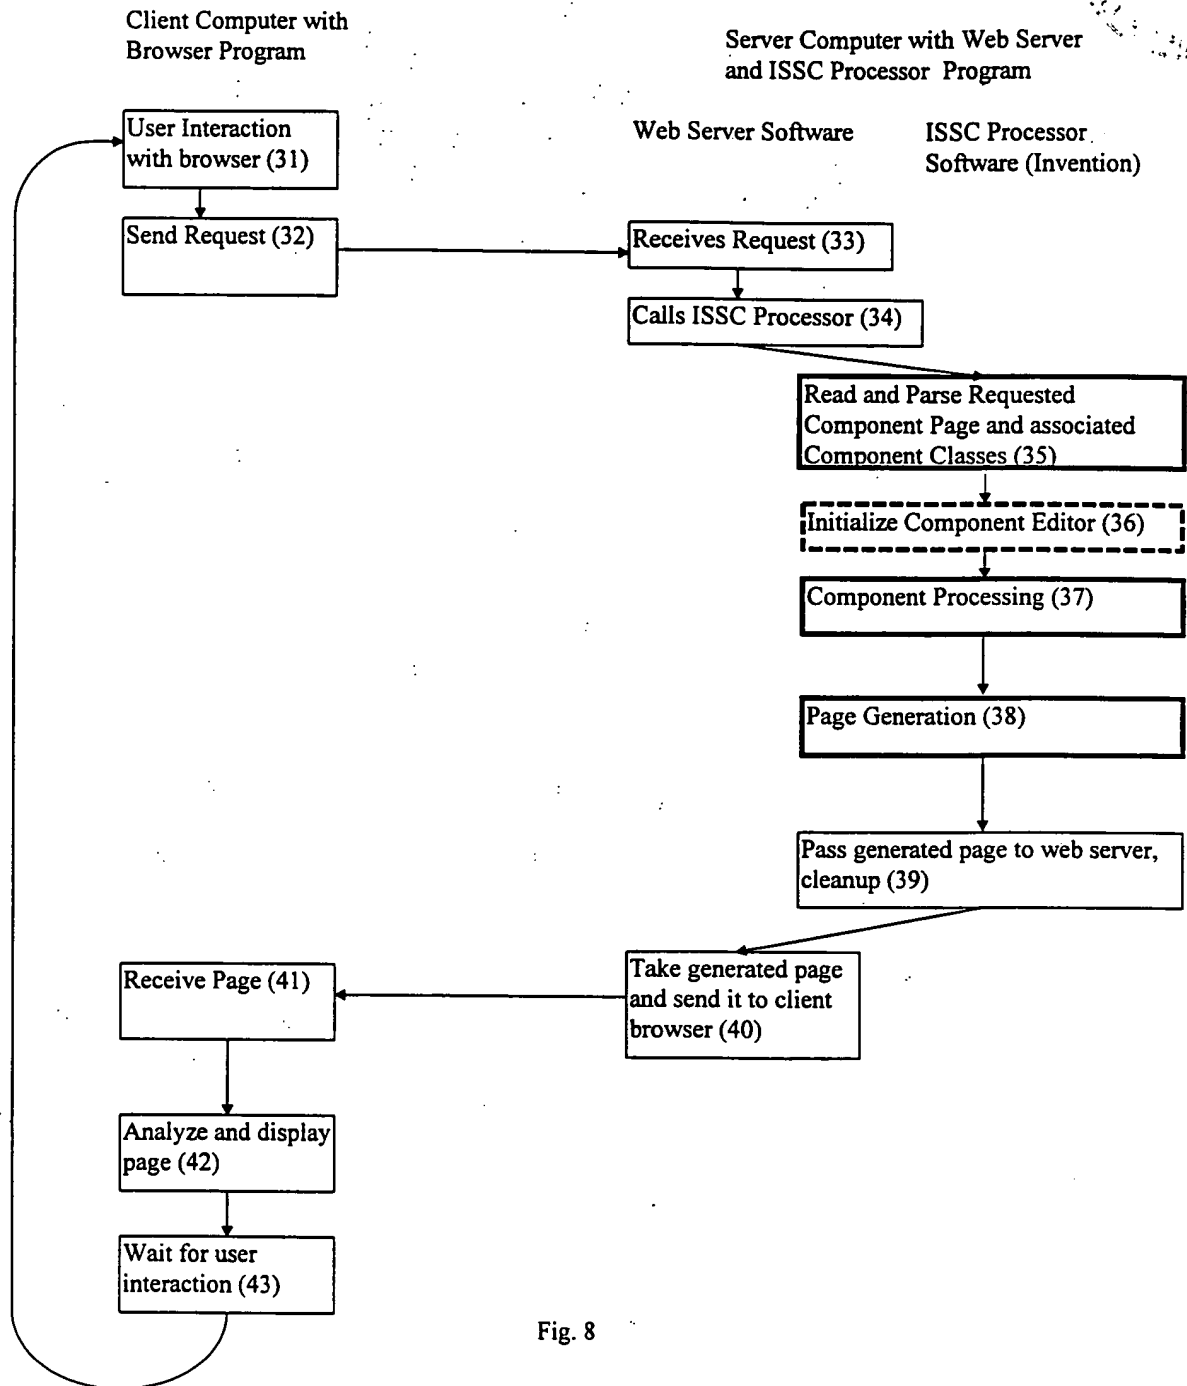 Client Computer with
Browser Program
Server Computer with Web Server
and ISSC Processor Program
Web Server Software
ISSC Processor
Software (Invention)
User Interaction
with browser (31)
Send Request (32)
Receives Request (33)
Calls ISSC Processor (34)
Read and Parse Requested
Component Page and associated
Component Classes (35)
Initialize Component Editor (36)
Component Processing (37)
Page Generation (38)
Pass generated page to web server,
cleanup (39)
Take generated page
and send it to client
browser (40)
Receive Page (41)
Analyze and display
page (42)
Wait for user
interaction (43)
Fig. 8